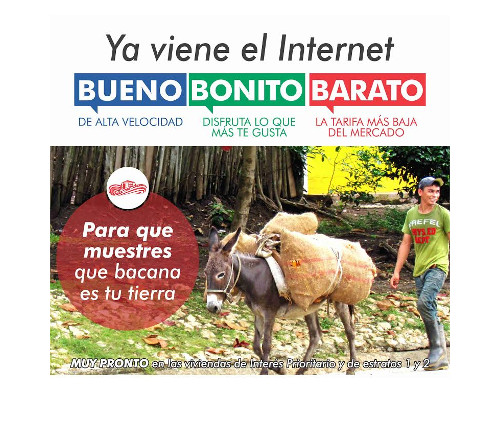 Ya viene el Internet
BUENO BONITO BARATO
DE ALTA VELOCIDAD
DISFRUTA LO QUE
MÁS TE GUSTA
LA TARIFA MÁS BAJA
DEL MERCADO
Para que
muestres
que bacana
es tu tierra
MUY PRONTO en las viviendas de Interés Prioritario y de estratos 1 y 2